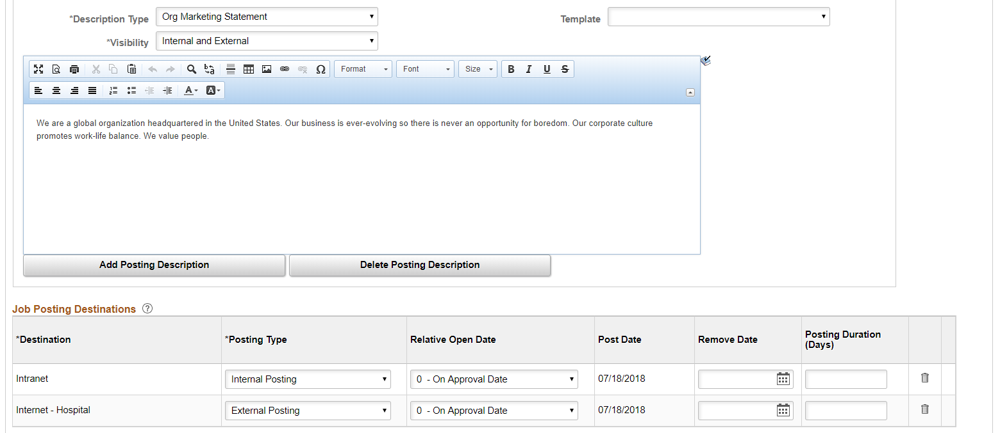 *Description Type Org Marketing Statement Template
*Visibility Internal and External
Format Font Size B I U S
A A
We are a global organization headquartered in the United States. Our business is ever-evolving so there is never an opportunity for boredom. Our corporate culture
promotes work-life balance. We value people.
Add Posting Description Delete Posting Description
Job Posting Destinations ?
*Destination *Posting Type Relative Open Date Post Date Remove Date Posting Duration
(Days)
Intranet Internal Posting 0 - On Approval Date 07/18/2018
Internet - Hospital External Posting 0 - On Approval Date 07/18/2018